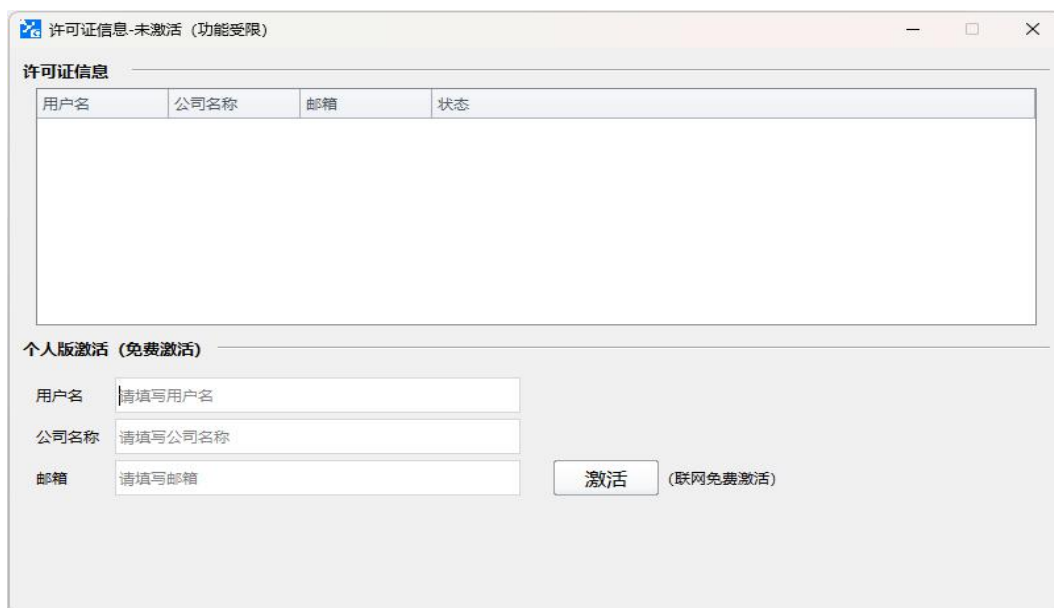 许可证信息-未激活（功能受限）
许可证信息
用户名 公司名称 邮箱 状态
个人版激活（免费激活）
用户名 请填写用户名
公司名称 请填写公司名称
邮箱 请填写邮箱 激活 （联网免费激活）